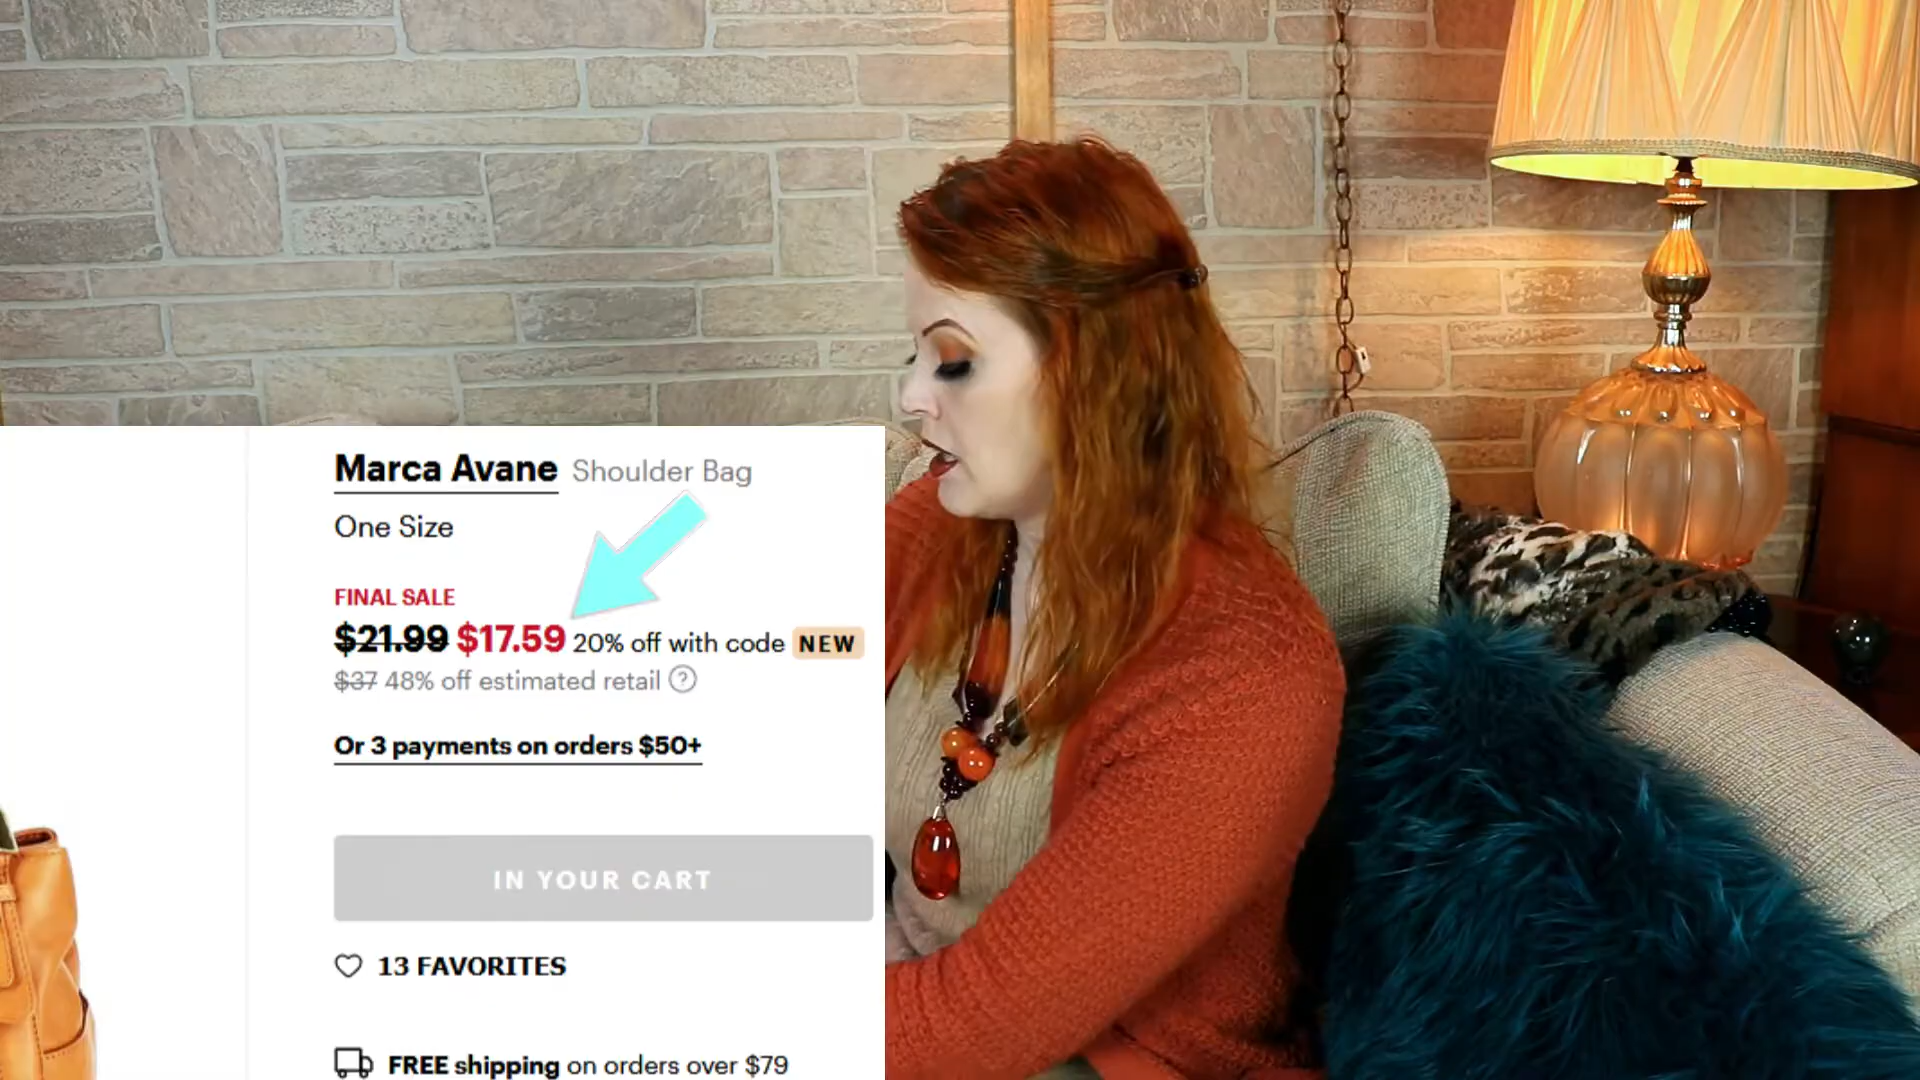 Marca Avane Shoulder Bag
One Size
FINAL SALE
$21.99 $17.59 20% off with code NEW
$37 48% off estimated retail ?
Or 3 payments on orders $50+
IN YOUR CART
13 FAVORITES
FREE shipping on orders over $79